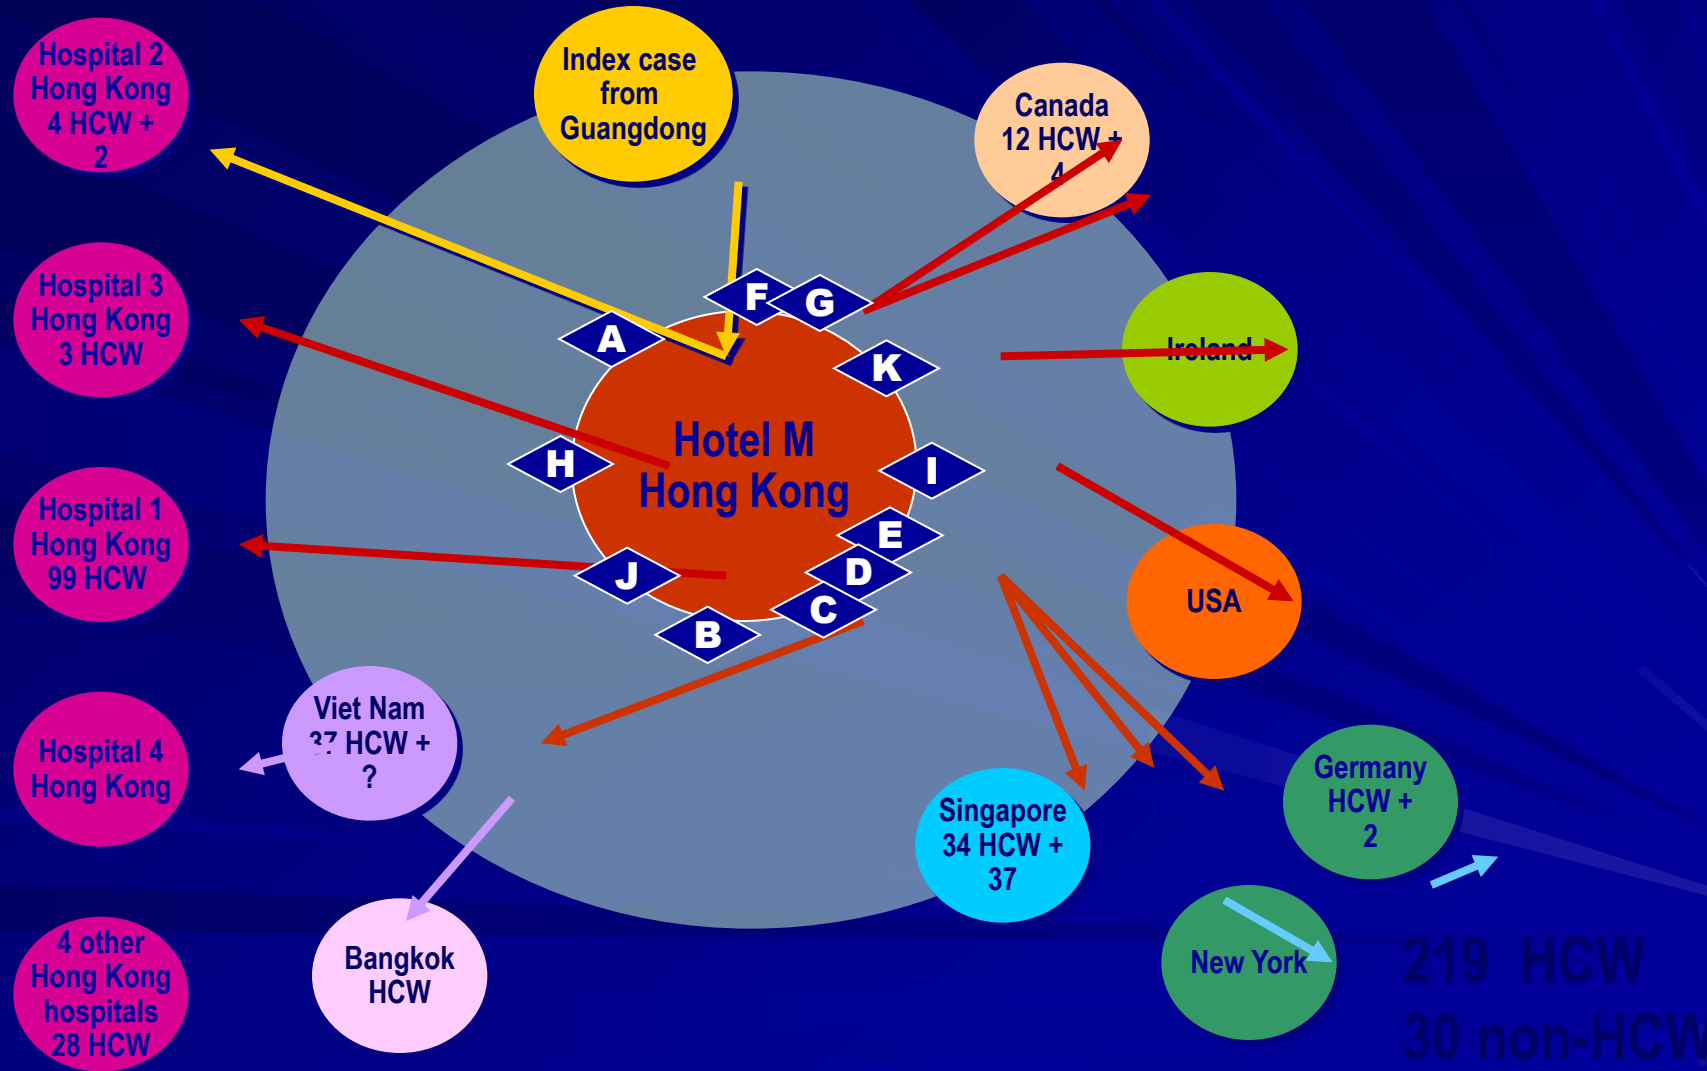 Hospital 2
Hong Kong
4 HCW +
2
Index case
from
Guangdong
Canada
12 HCW +
4
Hospital 3
Hong Kong
3 HCW
F
G
A
K
Ireland
Hotel M
Hong Kong
H
I
Hospital 1
Hong Kong
99 HCW
E
D
J
C
B
USA
Viet Nam
37 HCW +
?
Hospital 4
Hong Kong
Singapore
34 HCW +
37
Germany
HCW +
2
4 other
Hong Kong
hospitals
28 HCW
Bangkok
HCW
New York
219 HCW
30 non-HCW